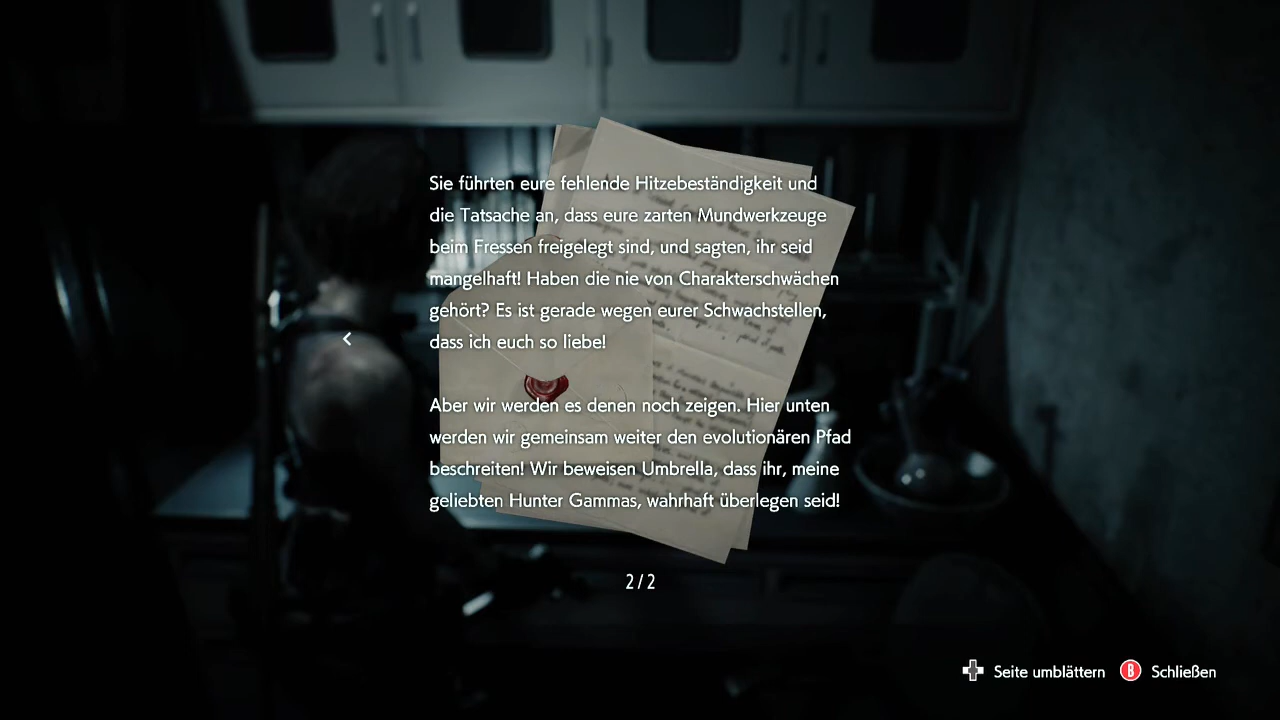 Sie führten eure fehlende Hitzebeständigkeit und
die Tatsache an, dass eure zarten Mundwerkzeuge
beim Fressen freigelegt sind, und sagten, ihr seid
mangelhaft! Haben die nie von Charakterschwächen
gehört? Es ist gerade wegen eurer Schwachstellen,
dass ich euch so liebe!
Aber wir werden es denen noch zeigen. Hier unten
werden wir gemeinsam weiter den evolutionären Pfad
beschreiten! Wir beweisen Umbrella, dass ihr, meine
geliebten Hunter Gammas, wahrhaft überlegen seid!
2/2
Seite umblättern B Schließen